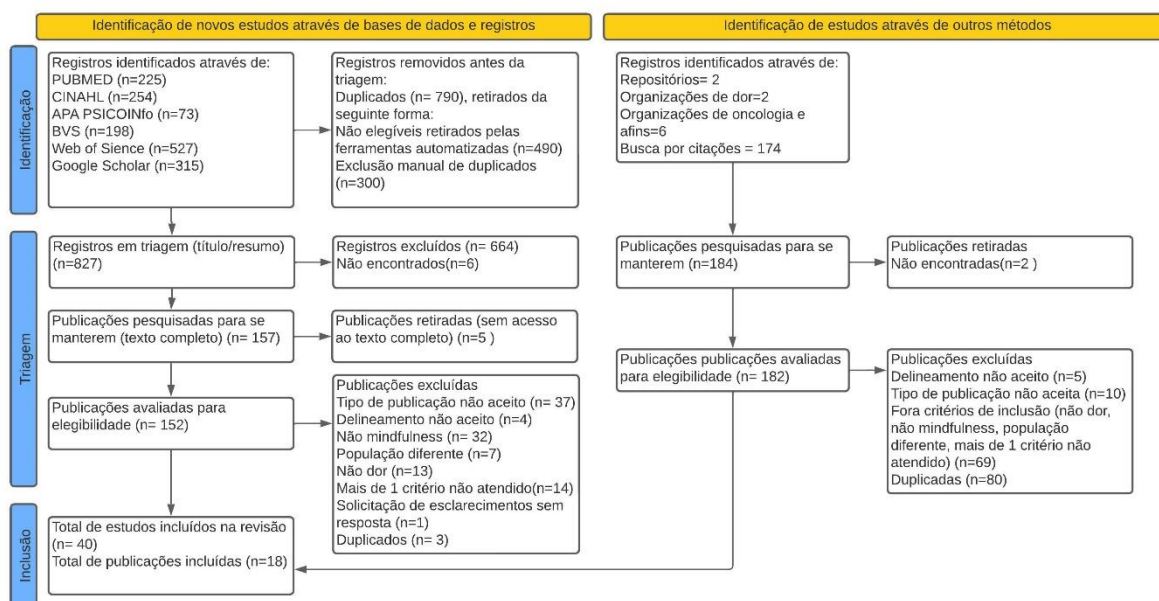 Identificação de novos estudos através de bases de dados e registros
Identificação de estudos através de outros métodos
Identificação
Registros identificados através de:
PUBMED (n=225)
CINAHL (n=254)
APA PSICOINfo (n=73)
BVS (n=198)
Web of Sience (n=527)
Google Scholar (n=315)
Registros removidos antes da
triagem:
Duplicados (n= 790), retirados da
seguinte forma:
Não elegíveis retirados pelas
ferramentas automatizadas (n=490)
Exclusão manual de duplicados
(n=300)
Registros identificados através de:
Repositórios= 2
Organizações de dor=2
Organizações de oncologia e
afins=6
Busca por citações = 174
Triagem
Registros em triagem (título/resumo)
(n=827)
Registros excluídos (n= 664)
Não encontrados(n=6)
Publicações pesquisadas para se
manterem (n=184)
Publicações retiradas
Não encontradas(n=2 )
Publicações pesquisadas para se
manterem (texto completo) (n= 157)
Publicações retiradas (sem acesso
ao texto completo) (n=5 )
Publicações publicações avaliadas
para elegibilidade (n= 182)
Publicações excluídas
Delineamento não aceito (n=5)
Tipo de publicação não aceita (n=10)
Fora critérios de inclusão (não dor,
não mindfulness, população
diferente, mais de 1 critério não
atendido) (n=69)
Duplicadas (n=80)
Publicações avaliadas para
elegibilidade (n= 152)
Publicações excluídas
Tipo de publicação não aceito (n= 37)
Delineamento não aceito (n=4)
Não mindfulness (n= 32)
População diferente (n=7)
Não dor (n=13)
Mais de 1 critério não atendido(n=14)
Solicitação de esclarecimentos sem
resposta (n=1)
Duplicados (n= 3)
Inclusão
Total de estudos incluídos na revisão
(n= 40)
Total de publicações incluídas (n=18)